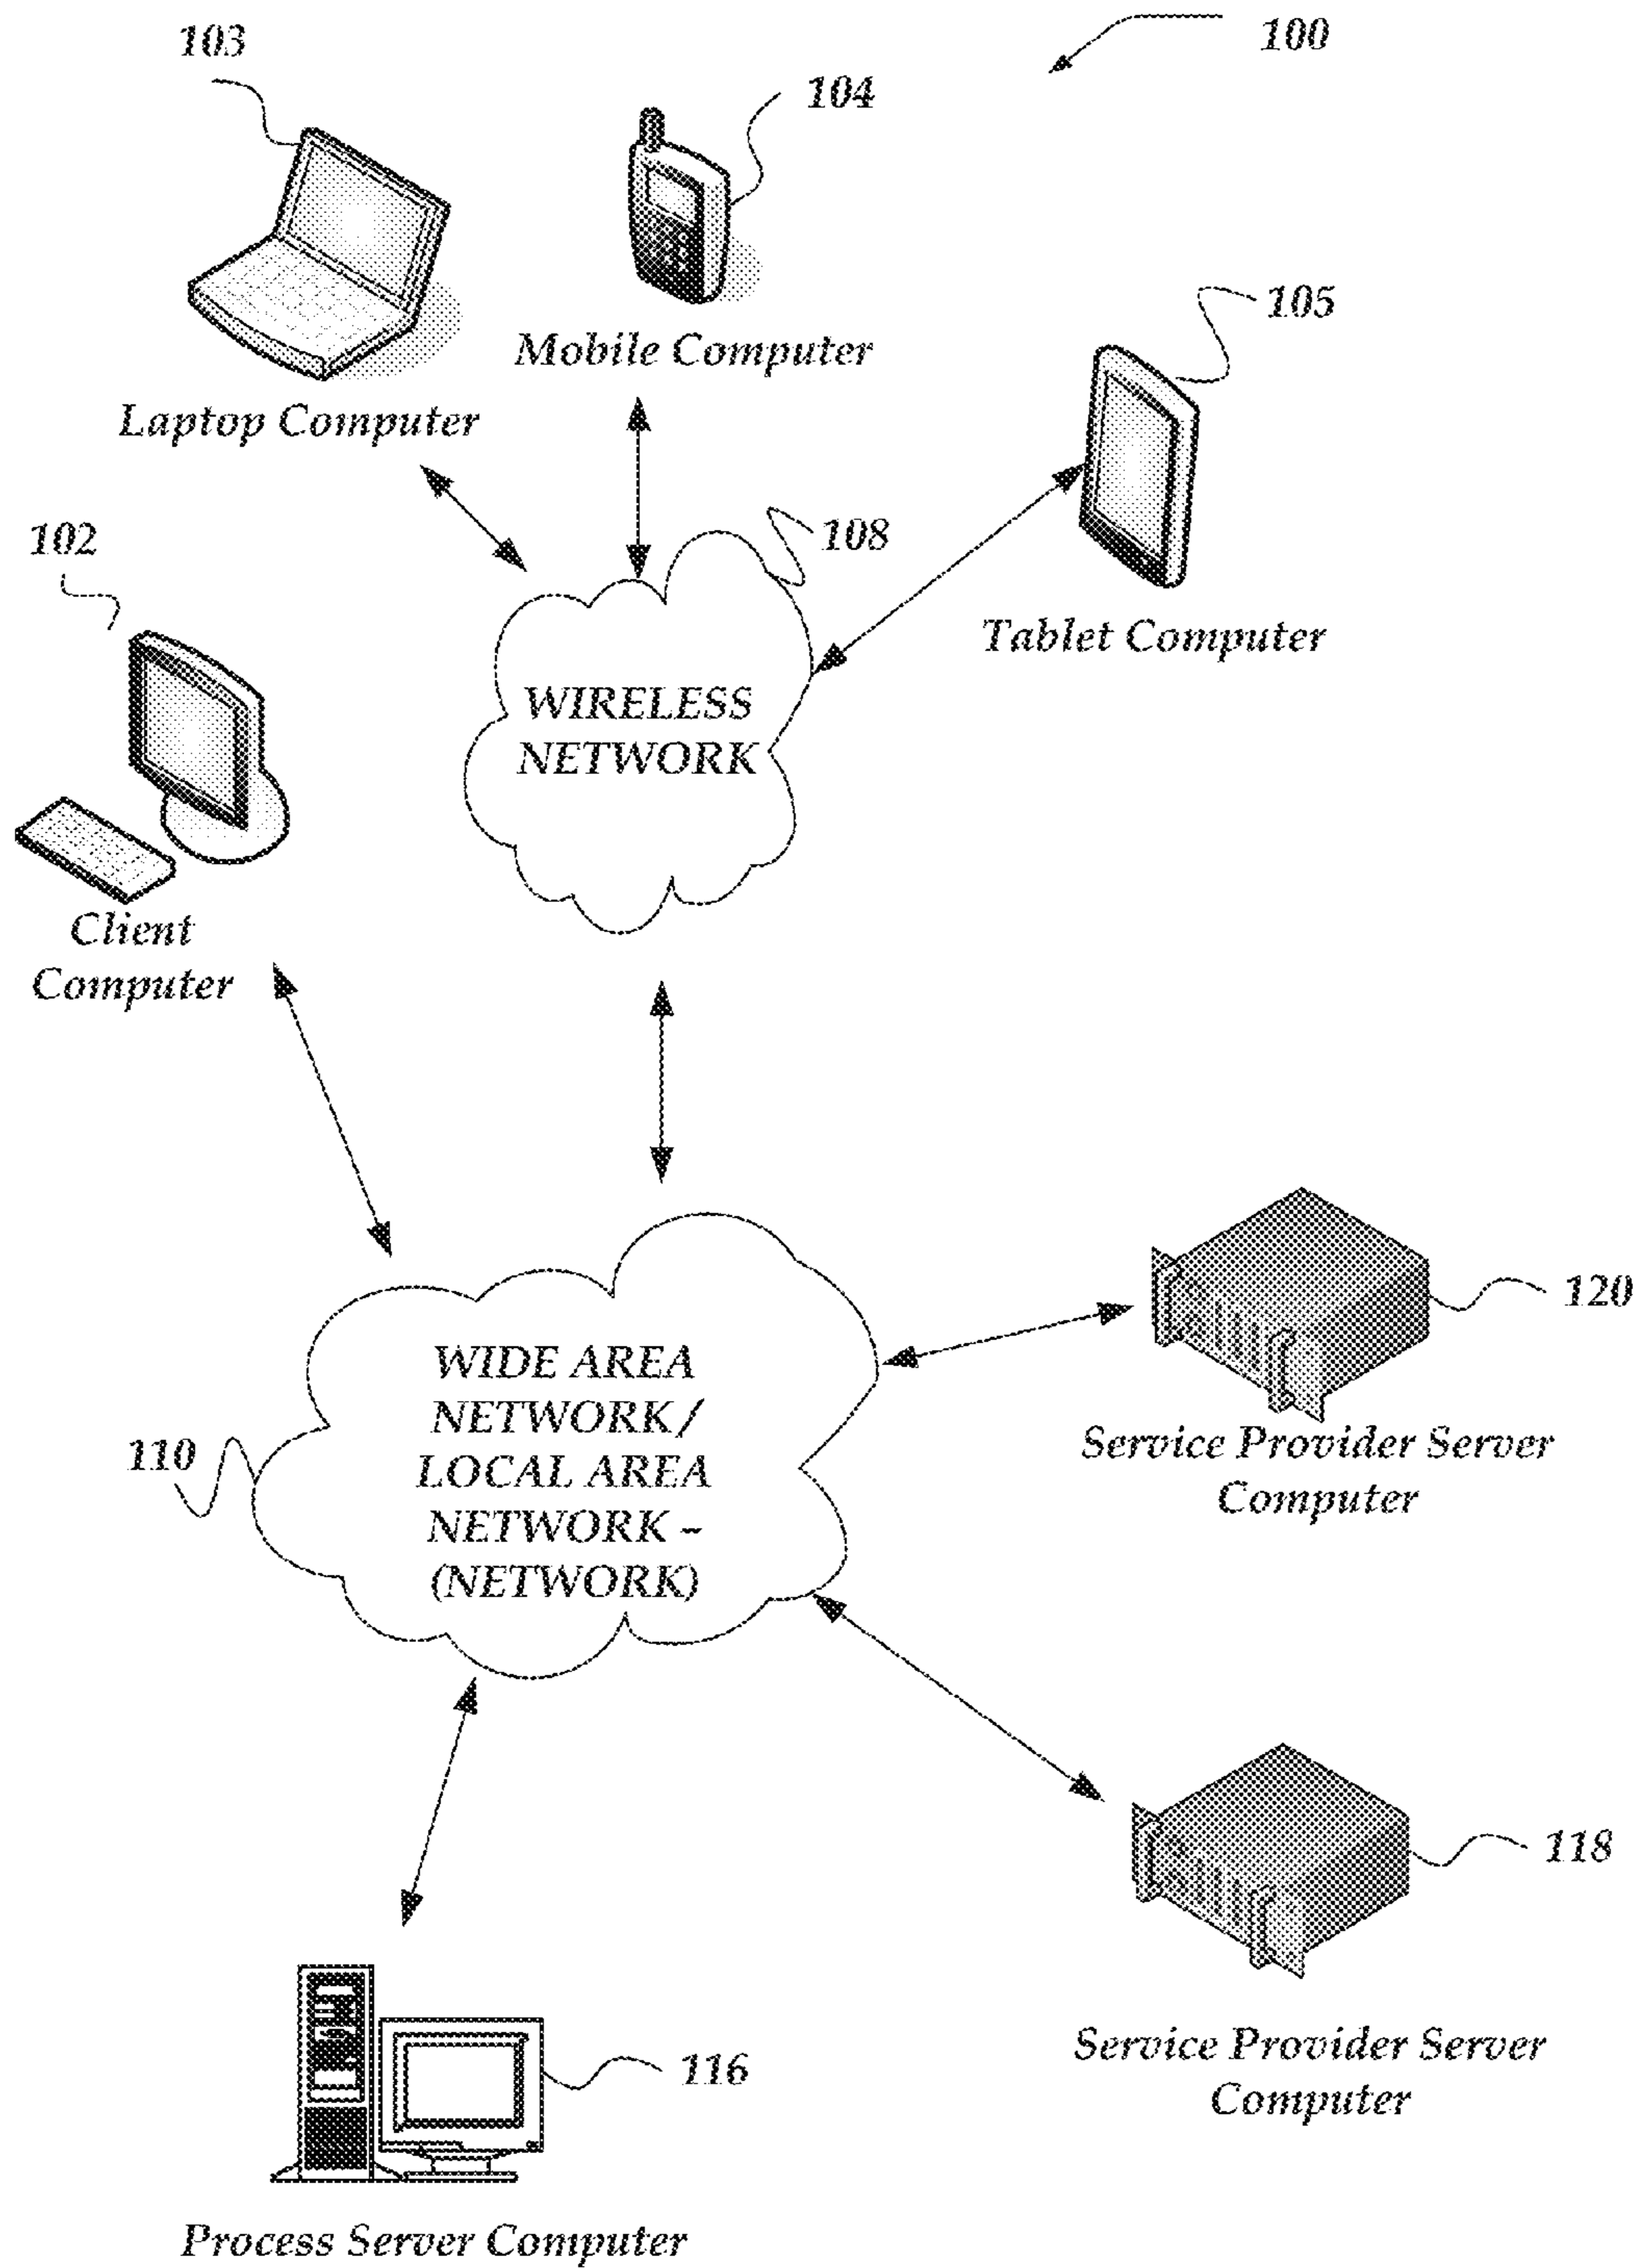 103
100
104
105
Mobile Computer
Laptop Computer
108
102
Tablet Computer
WIRELESS
NETWORK
Client
Computer
120
WIDE AREA
NETWORK /
LOCAL AREA
NETWORK –
(NETWORK)
110
Service Provider Server
Computer
118
116
Service Provider Server
Computer
Process Server Computer